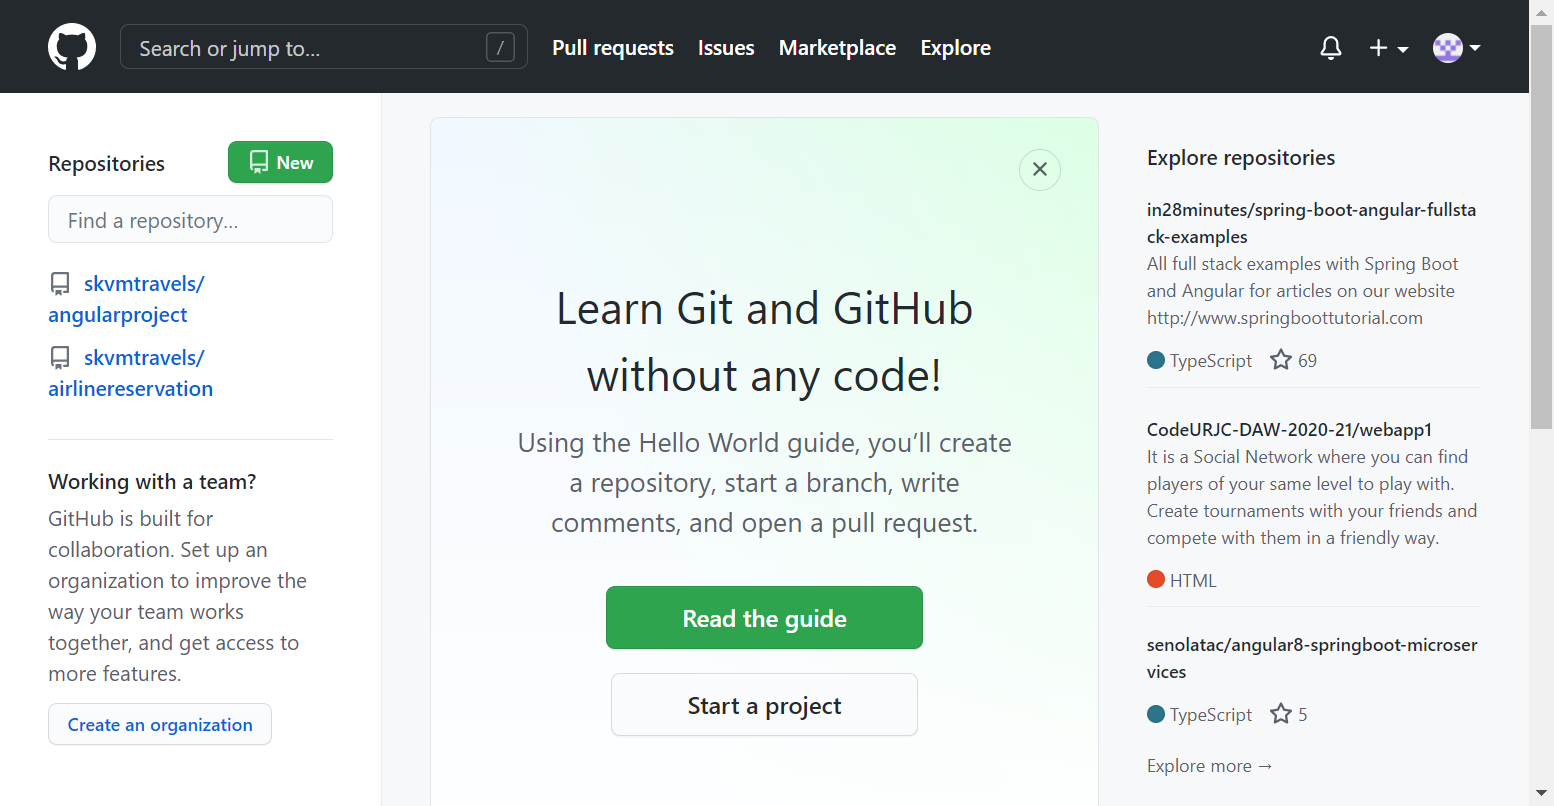 Search or jump to...
/
Pull requests
Issues
Marketplace
Explore
Repositories
New
Find a repository...
skvmtravels/
angularproject
skvmtravels/
airlinereservation
Working with a team?
GitHub is built for
collaboration. Set up an
organization to improve the
way your team works
together, and get access to
more features.
Create an organization
Learn Git and GitHub
without any code!
Using the Hello World guide, you’ll create
a repository, start a branch, write
comments, and open a pull request.
Read the guide
Start a project
Explore repositories
in28minutes/spring-boot-angular-fullsta
ck-examples
All full stack examples with Spring Boot
and Angular for articles on our website
http://www.springboottutorial.com
TypeScript 69
CodeURJC-DAW-2020-21/webapp1
It is a Social Network where you can find
players of your same level to play with.
Create tournaments with your friends and
compete with them in a friendly way.
HTML
senolatac/angular8-springboot-microser
vices
TypeScript 5
Explore more →